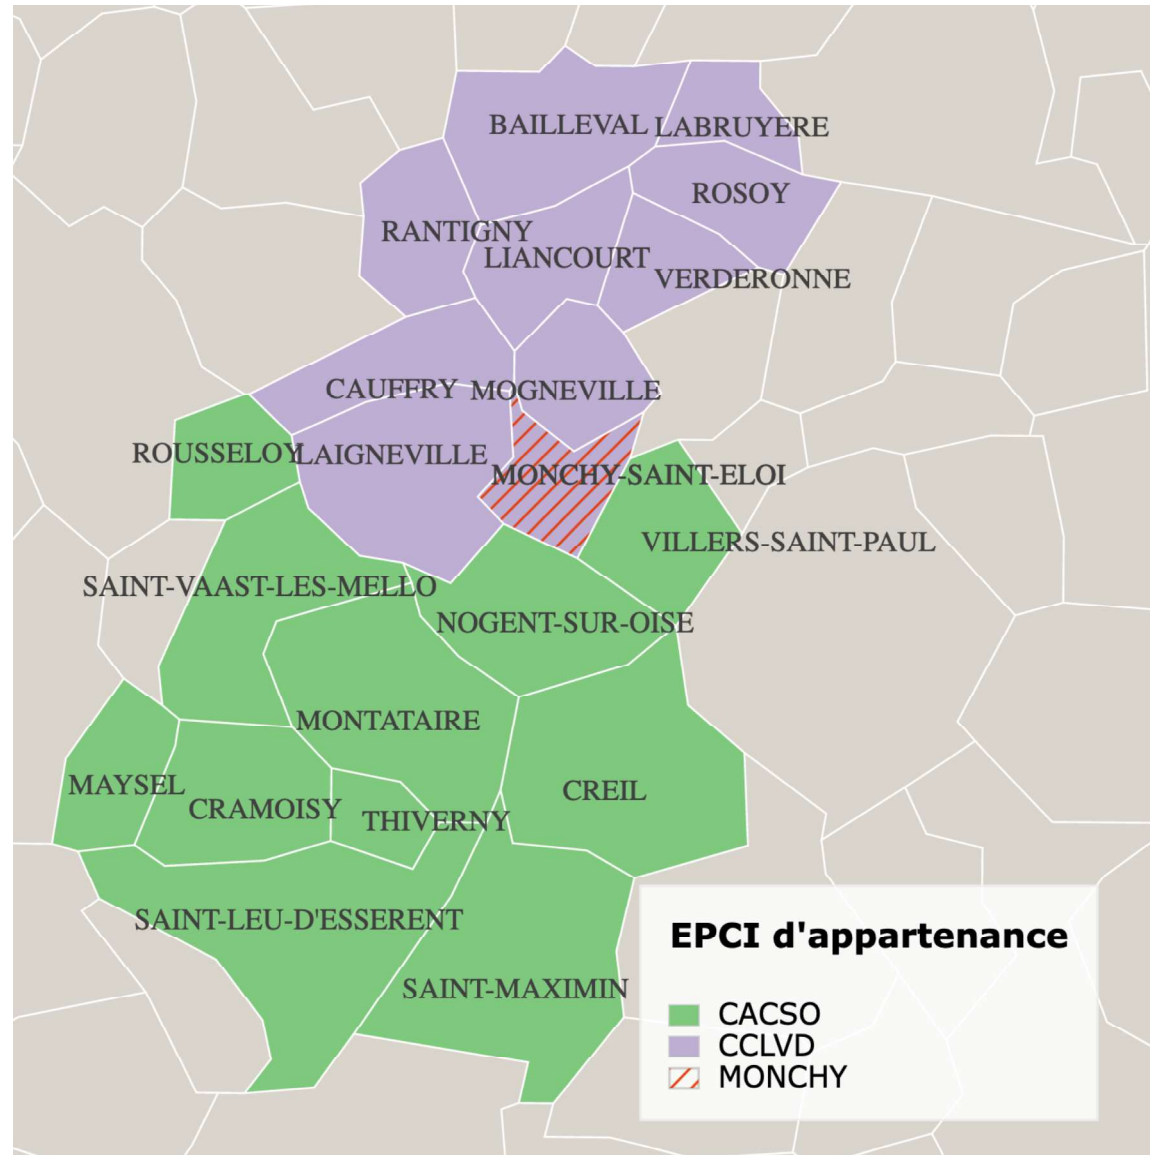 BAILLEVAL
LABRUYERE
ROSOY
RANTIGNY
LIANCOURT
VERDERONNE
CAUFFRY
MOGNEVILLE
ROUSSELOY
LAIGNEVILLE
MONCHY-SAINT-ELOI
VILLERS-SAINT-PAUL
SAINT-VAAST-LES-MELLO
NOGENT-SUR-OISE
MONTATAIRE
MAYSEL
CRAMOISY
THIVERNY
CREIL
SAINT-LEU-D'ESSERENT
SAINT-MAXIMIN
EPCI d'appartenance
CACSO
CCLVD
MONCHY